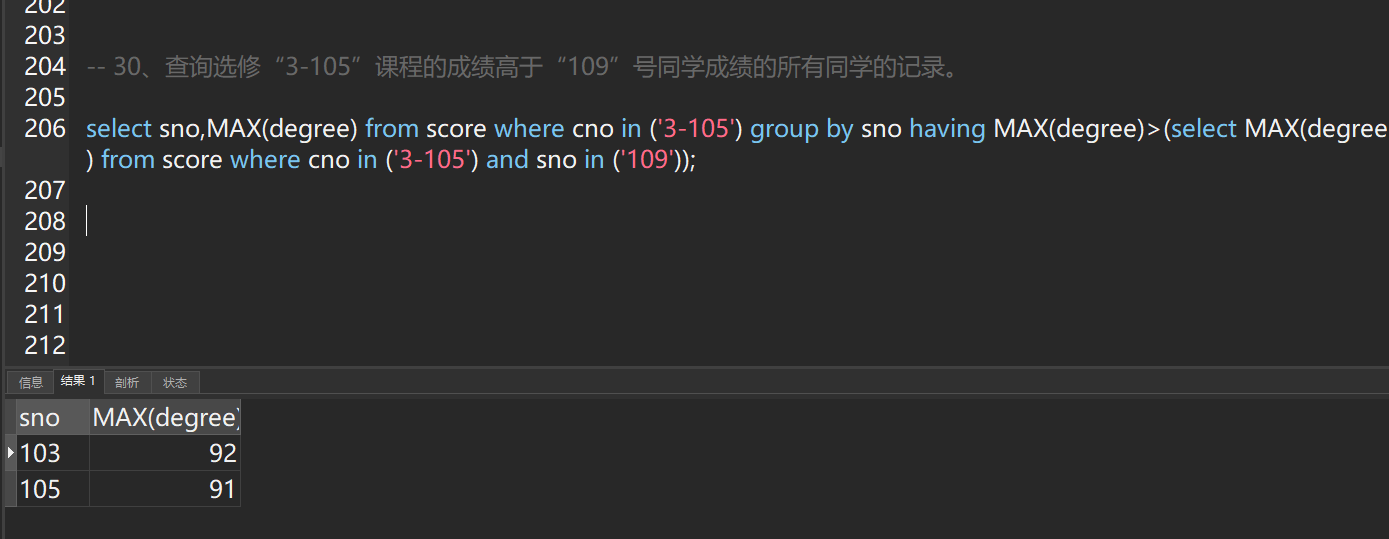 202
203
204 -- 30、查询选修“3-105”课程的成绩高于“109”号同学成绩的所有同学的记录。
205
206 select sno,MAX(degree) from score where cno in ('3-105') group by sno having MAX(degree)>(select MAX(degree
) from score where cno in ('3-105') and sno in ('109'));
207
208
209
210
211
212
信息 结果 1 剖析 状态
sno MAX(degree)
103 92
105 91